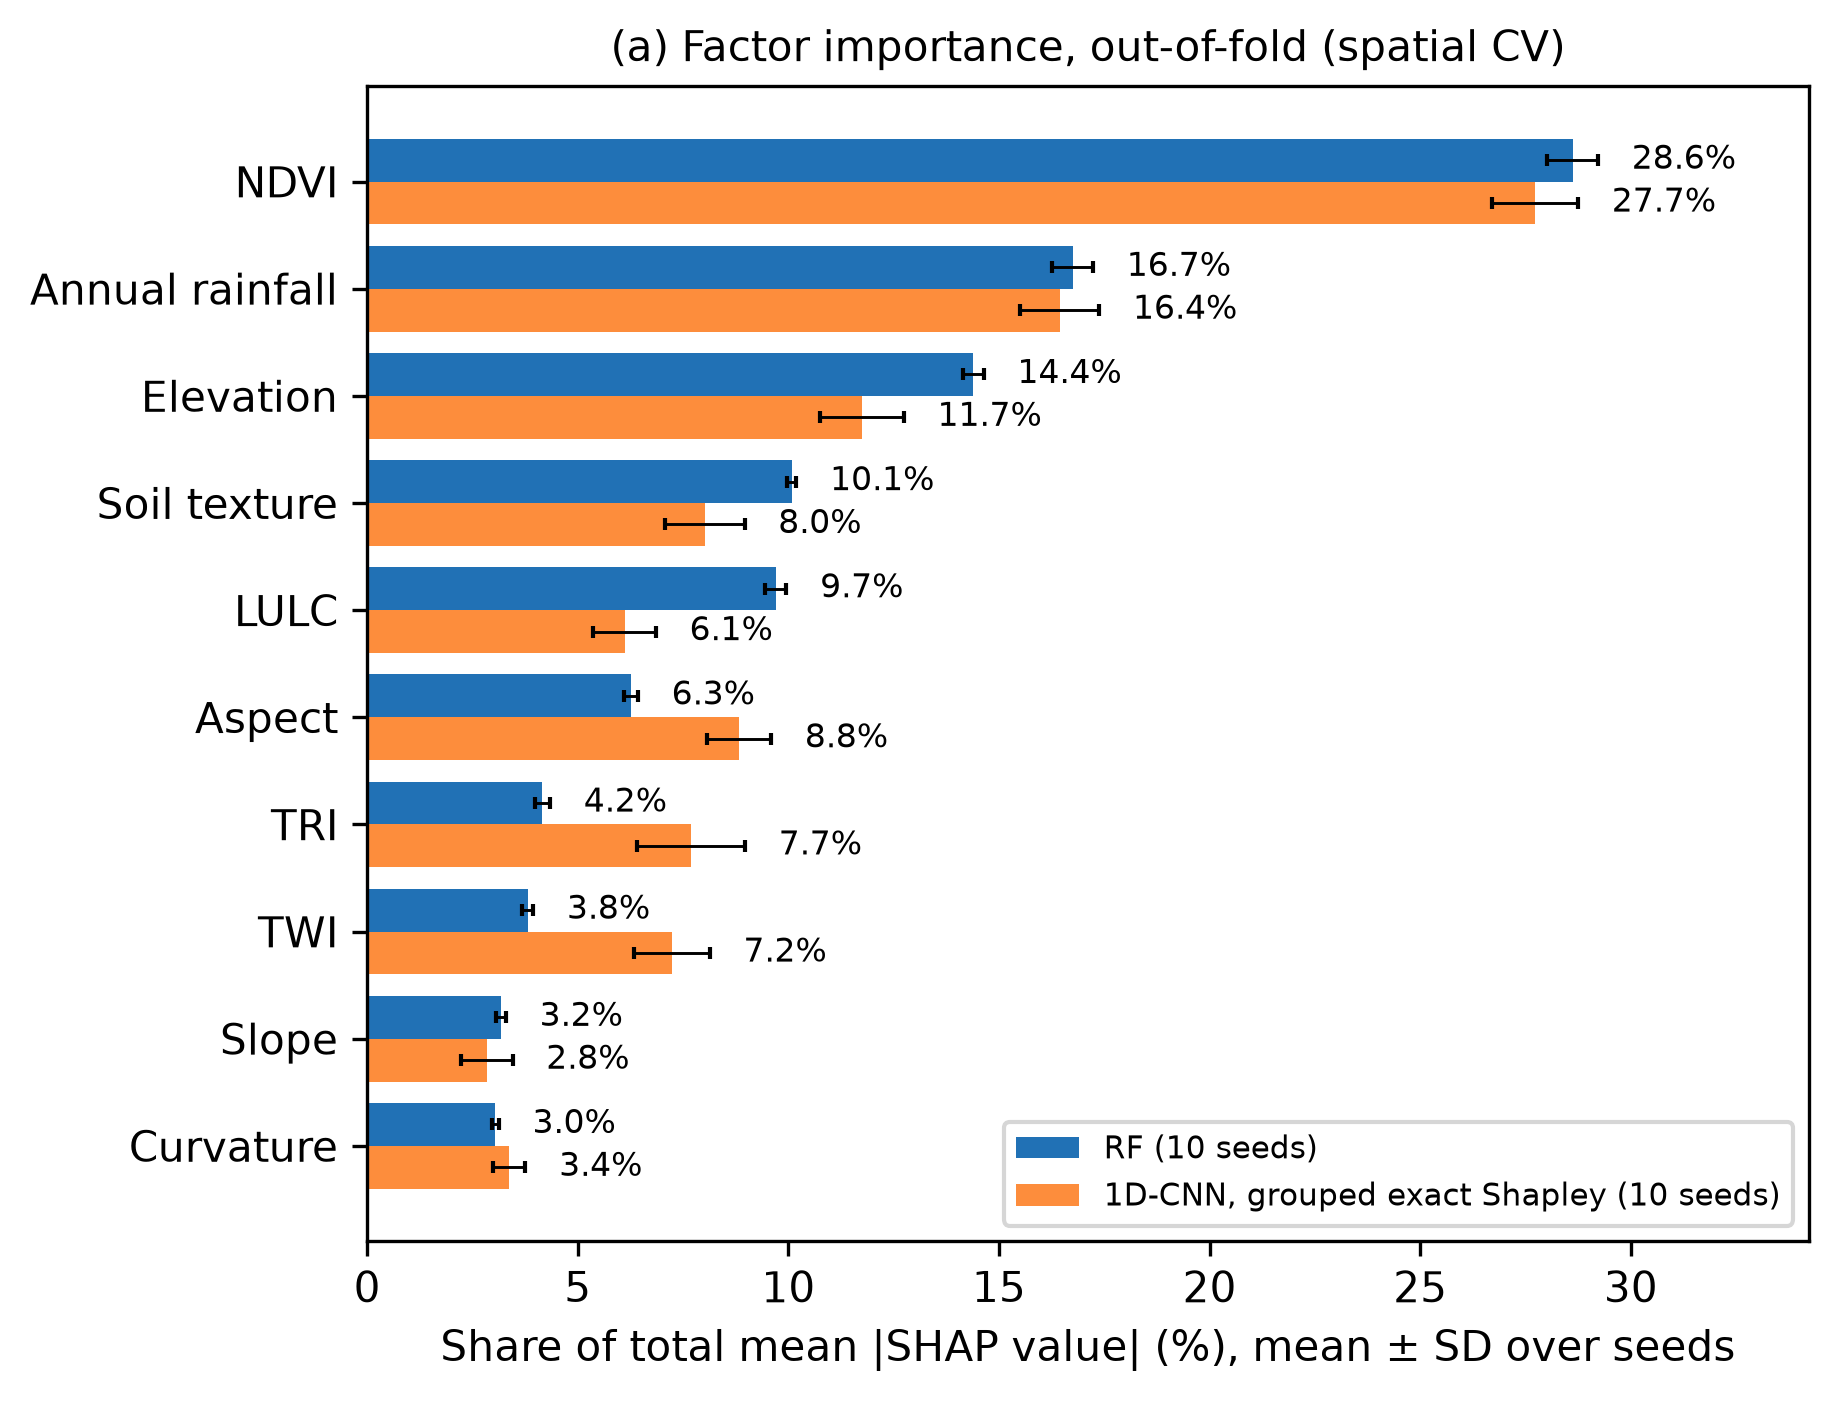 (a) Factor importance, out-of-fold (spatial CV)
NDVI
28.6%
27.7%
Annual rainfall
16.7%
16.4%
Elevation
14.4%
11.7%
Soil texture
10.1%
8.0%
LULC
9.7%
6.1%
Aspect
6.3%
8.8%
TRI
4.2%
7.7%
TWI
3.8%
7.2%
Slope
3.2%
2.8%
Curvature
3.0%
3.4%
RF (10 seeds)
1D-CNN, grouped exact Shapley (10 seeds)
0 5 10 15 20 25 30
Share of total mean |SHAP value| (%), mean ± SD over seeds